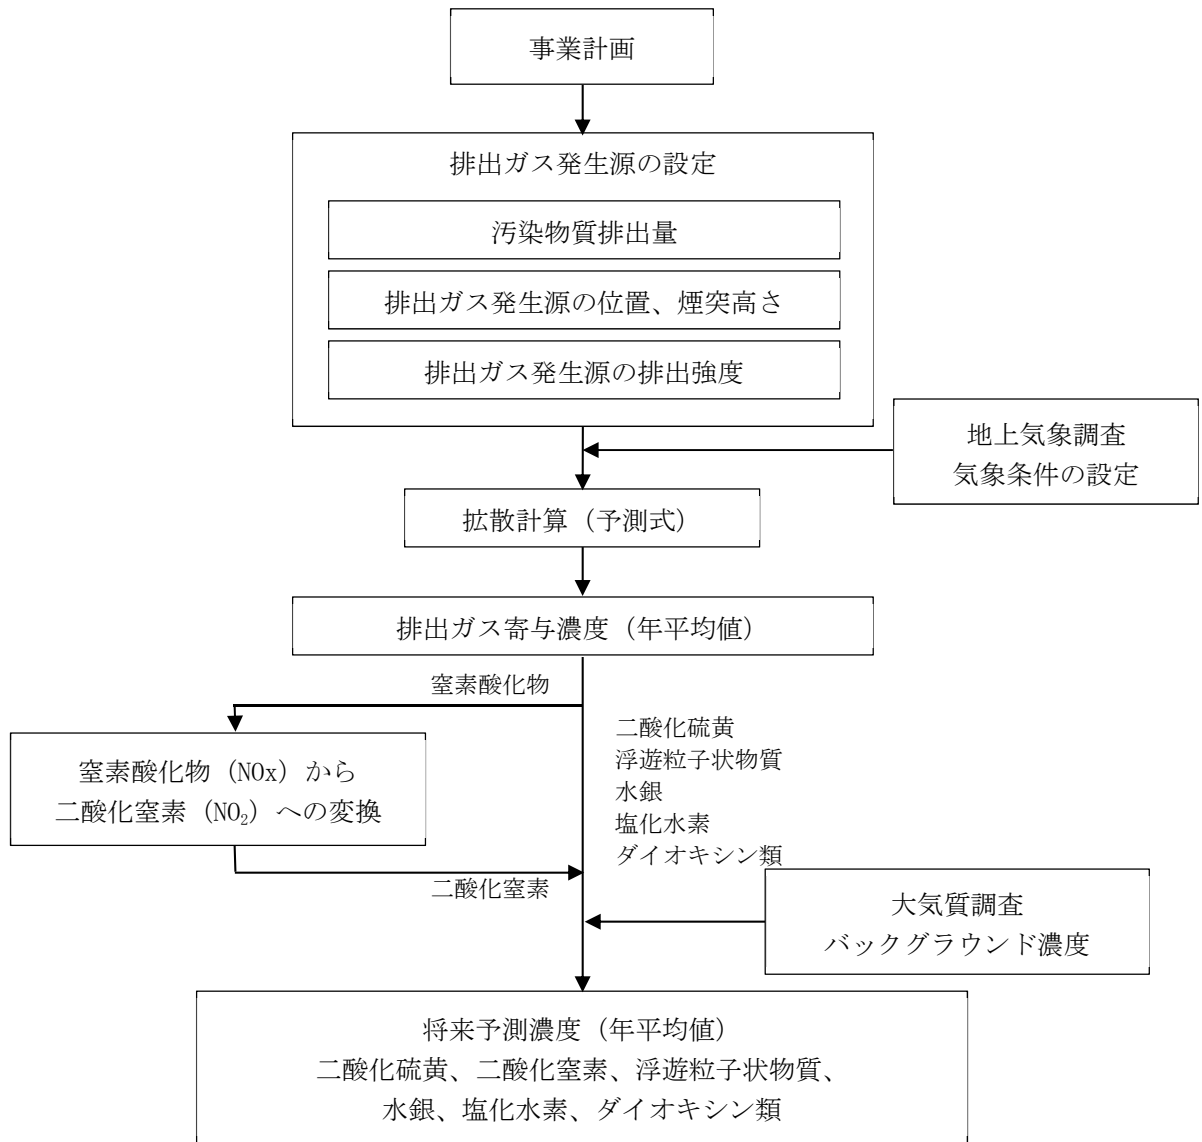 事業計画
排出ガス発生源の設定
汚染物質排出量
排出ガス発生源の位置、煙突高さ
排出ガス発生源の排出強度
地上気象調査
気象条件の設定
拡散計算（予測式）
排出ガス寄与濃度（年平均値）
窒素酸化物
二酸化硫黄
浮遊粒子状物質
水銀
塩化水素
ダイオキシン類
窒素酸化物（NOx）から
二酸化窒素（NO₂）への変換
二酸化窒素
大気質調査
バックグラウンド濃度
将来予測濃度（年平均値）
二酸化硫黄、二酸化窒素、浮遊粒子状物質、
水銀、塩化水素、ダイオキシン類